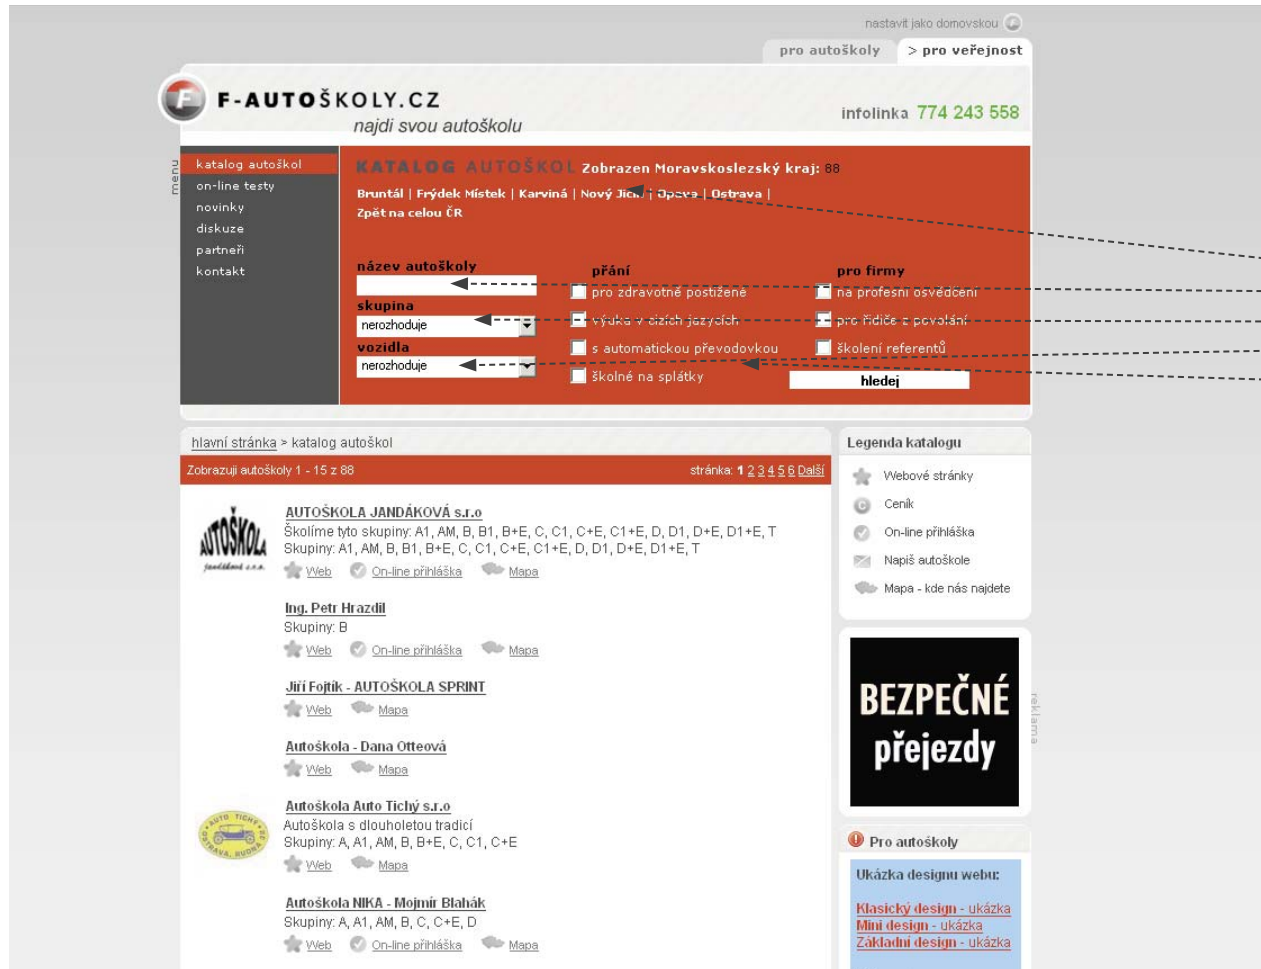 nastavit jako domovskou
pro autoškoly > pro veřejnost
F-AUTOŠKOLY.CZ
najdi svou autoškolu
infolinka 774 243 558
menu
katalog autoškol
on-line testy
novinky
diskuze
partneři
kontakt
KATALOG AUTOŠKOL Zobrazen Moravskoslezský kraj: 88
Bruntál | Frýdek Místek | Karviná | Nový Jičín | Opava | Ostrava |
Zpět na celou ČR
název autoškoly
skupina
nerozhoduje
vozidla
nerozhoduje
přání
pro zdravotně postižené
výuka v cizích jazycích
s automatickou převodovkou
školné na splátky
pro firmy
na profesní osvědčení
pro řidiče z povolání
školení referentů
hledej
hlavní stránka > katalog autoškol
Zobrazuji autoškoly 1 - 15 z 88 stránka: 1 2 3 4 5 6 Další
AUTOŠKOLA
Jandáková s.r.o.
AUTOŠKOLA JANDÁKOVÁ s.r.o
Školíme tyto skupiny: A1, AM, B, B1, B+E, C, C1, C+E, C1+E, D, D1, D+E, D1+E, T
Skupiny: A1, AM, B, B1, B+E, C, C1, C+E, C1+E, D, D1, D+E, D1+E, T
Web On-line přihláška Mapa
Ing. Petr Hrazdil
Skupiny: B
Web On-line přihláška Mapa
Jiří Fojtík - AUTOŠKOLA SPRINT
Web Mapa
Autoškola - Dana Otteová
Web Mapa
AUTO TICHÝ
OSTRAVA, RUDNÁ
Autoškola Auto Tichý s.r.o
Autoškola s dlouholetou tradicí
Skupiny: A, A1, AM, B, B+E, C, C1, C+E
Web Mapa
Autoškola NIKA - Mojmír Blahák
Skupiny: A, A1, AM, B, C, C+E, D
Web On-line přihláška Mapa
Legenda katalogu
Webové stránky
Ceník
On-line přihláška
Napiš autoškole
Mapa - kde nás najdete
BEZPEČNÉ
přejezdy
reklama
Pro autoškoly
Ukázka designu webu:
Klasický design - ukázka
Mini design - ukázka
Základní design - ukázka